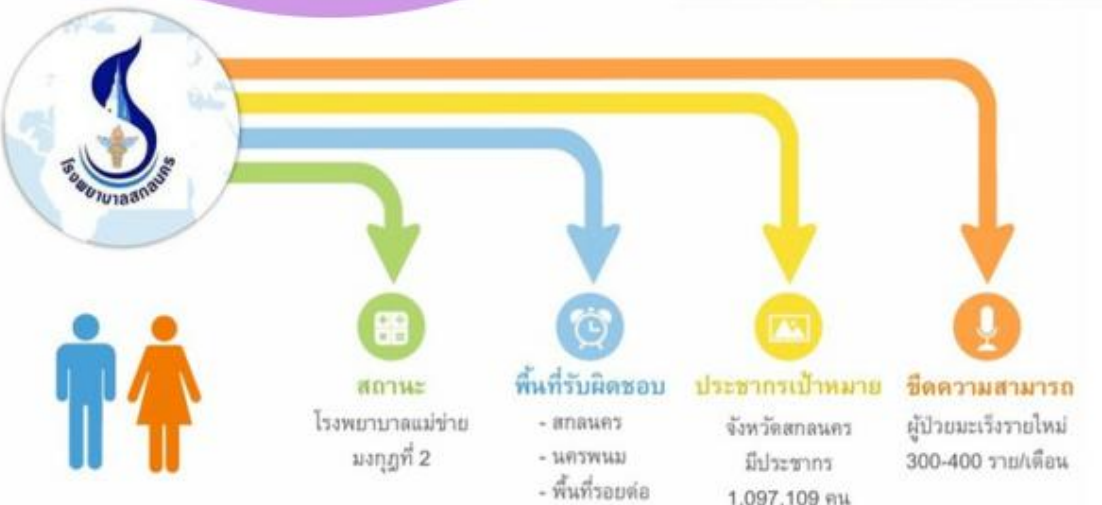 โรงพยาบาลสกลนคร
สถานะ
โรงพยาบาลแม่ข่าย
มงกุฎที่ 2
พื้นที่รับผิดชอบ
- สกลนคร
- นครพนม
- พื้นที่รอยต่อ
ประชากรเป้าหมาย
จังหวัดสกลนคร
มีประชากร
1,097,109 คน
ขีดความสามารถ
ผู้ป่วยมะเร็งรายใหม่
300-400 ราย/เดือน